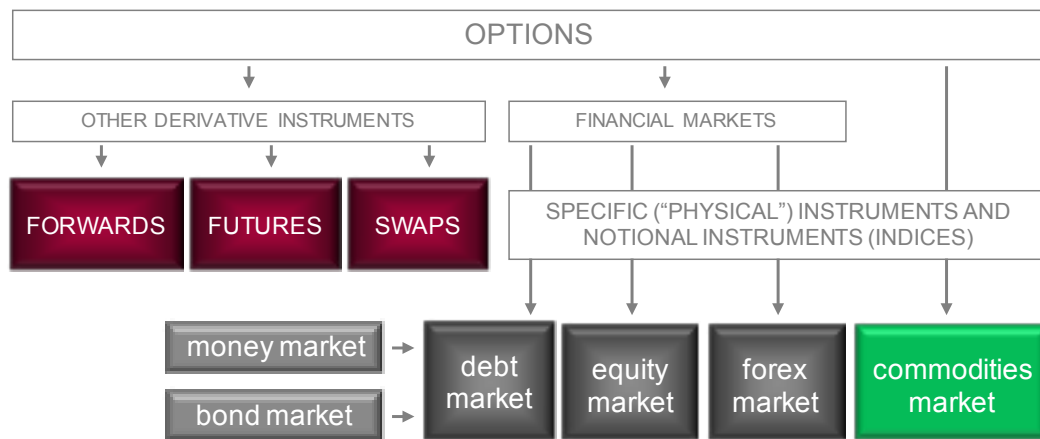 OPTIONS
OTHER DERIVATIVE INSTRUMENTS
FINANCIAL MARKETS
FORWARDS
FUTURES
SWAPS
SPECIFIC (“PHYSICAL”) INSTRUMENTS AND
NOTIONAL INSTRUMENTS (INDICES)
money market
bond market
debt
market
equity
market
forex
market
commodities
market